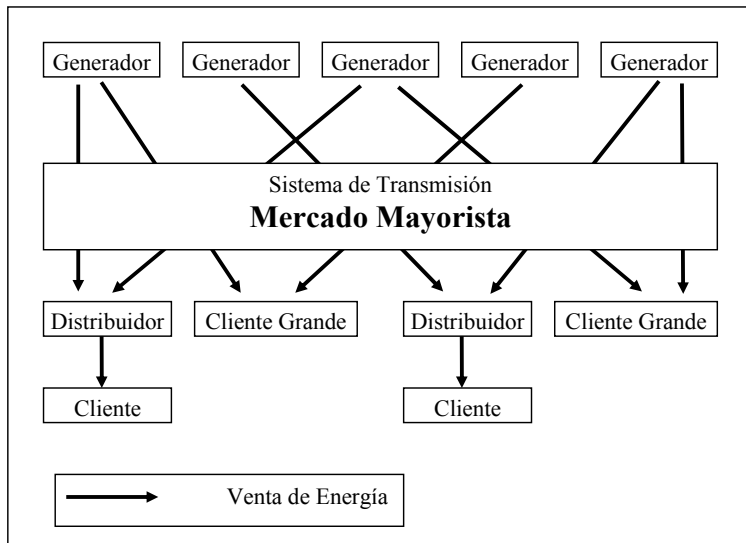 Generador
Generador
Generador
Generador
Generador
Sistema de Transmisión
Mercado Mayorista
Distribuidor
Cliente Grande
Distribuidor
Cliente Grande
Cliente
Cliente
Venta de Energía